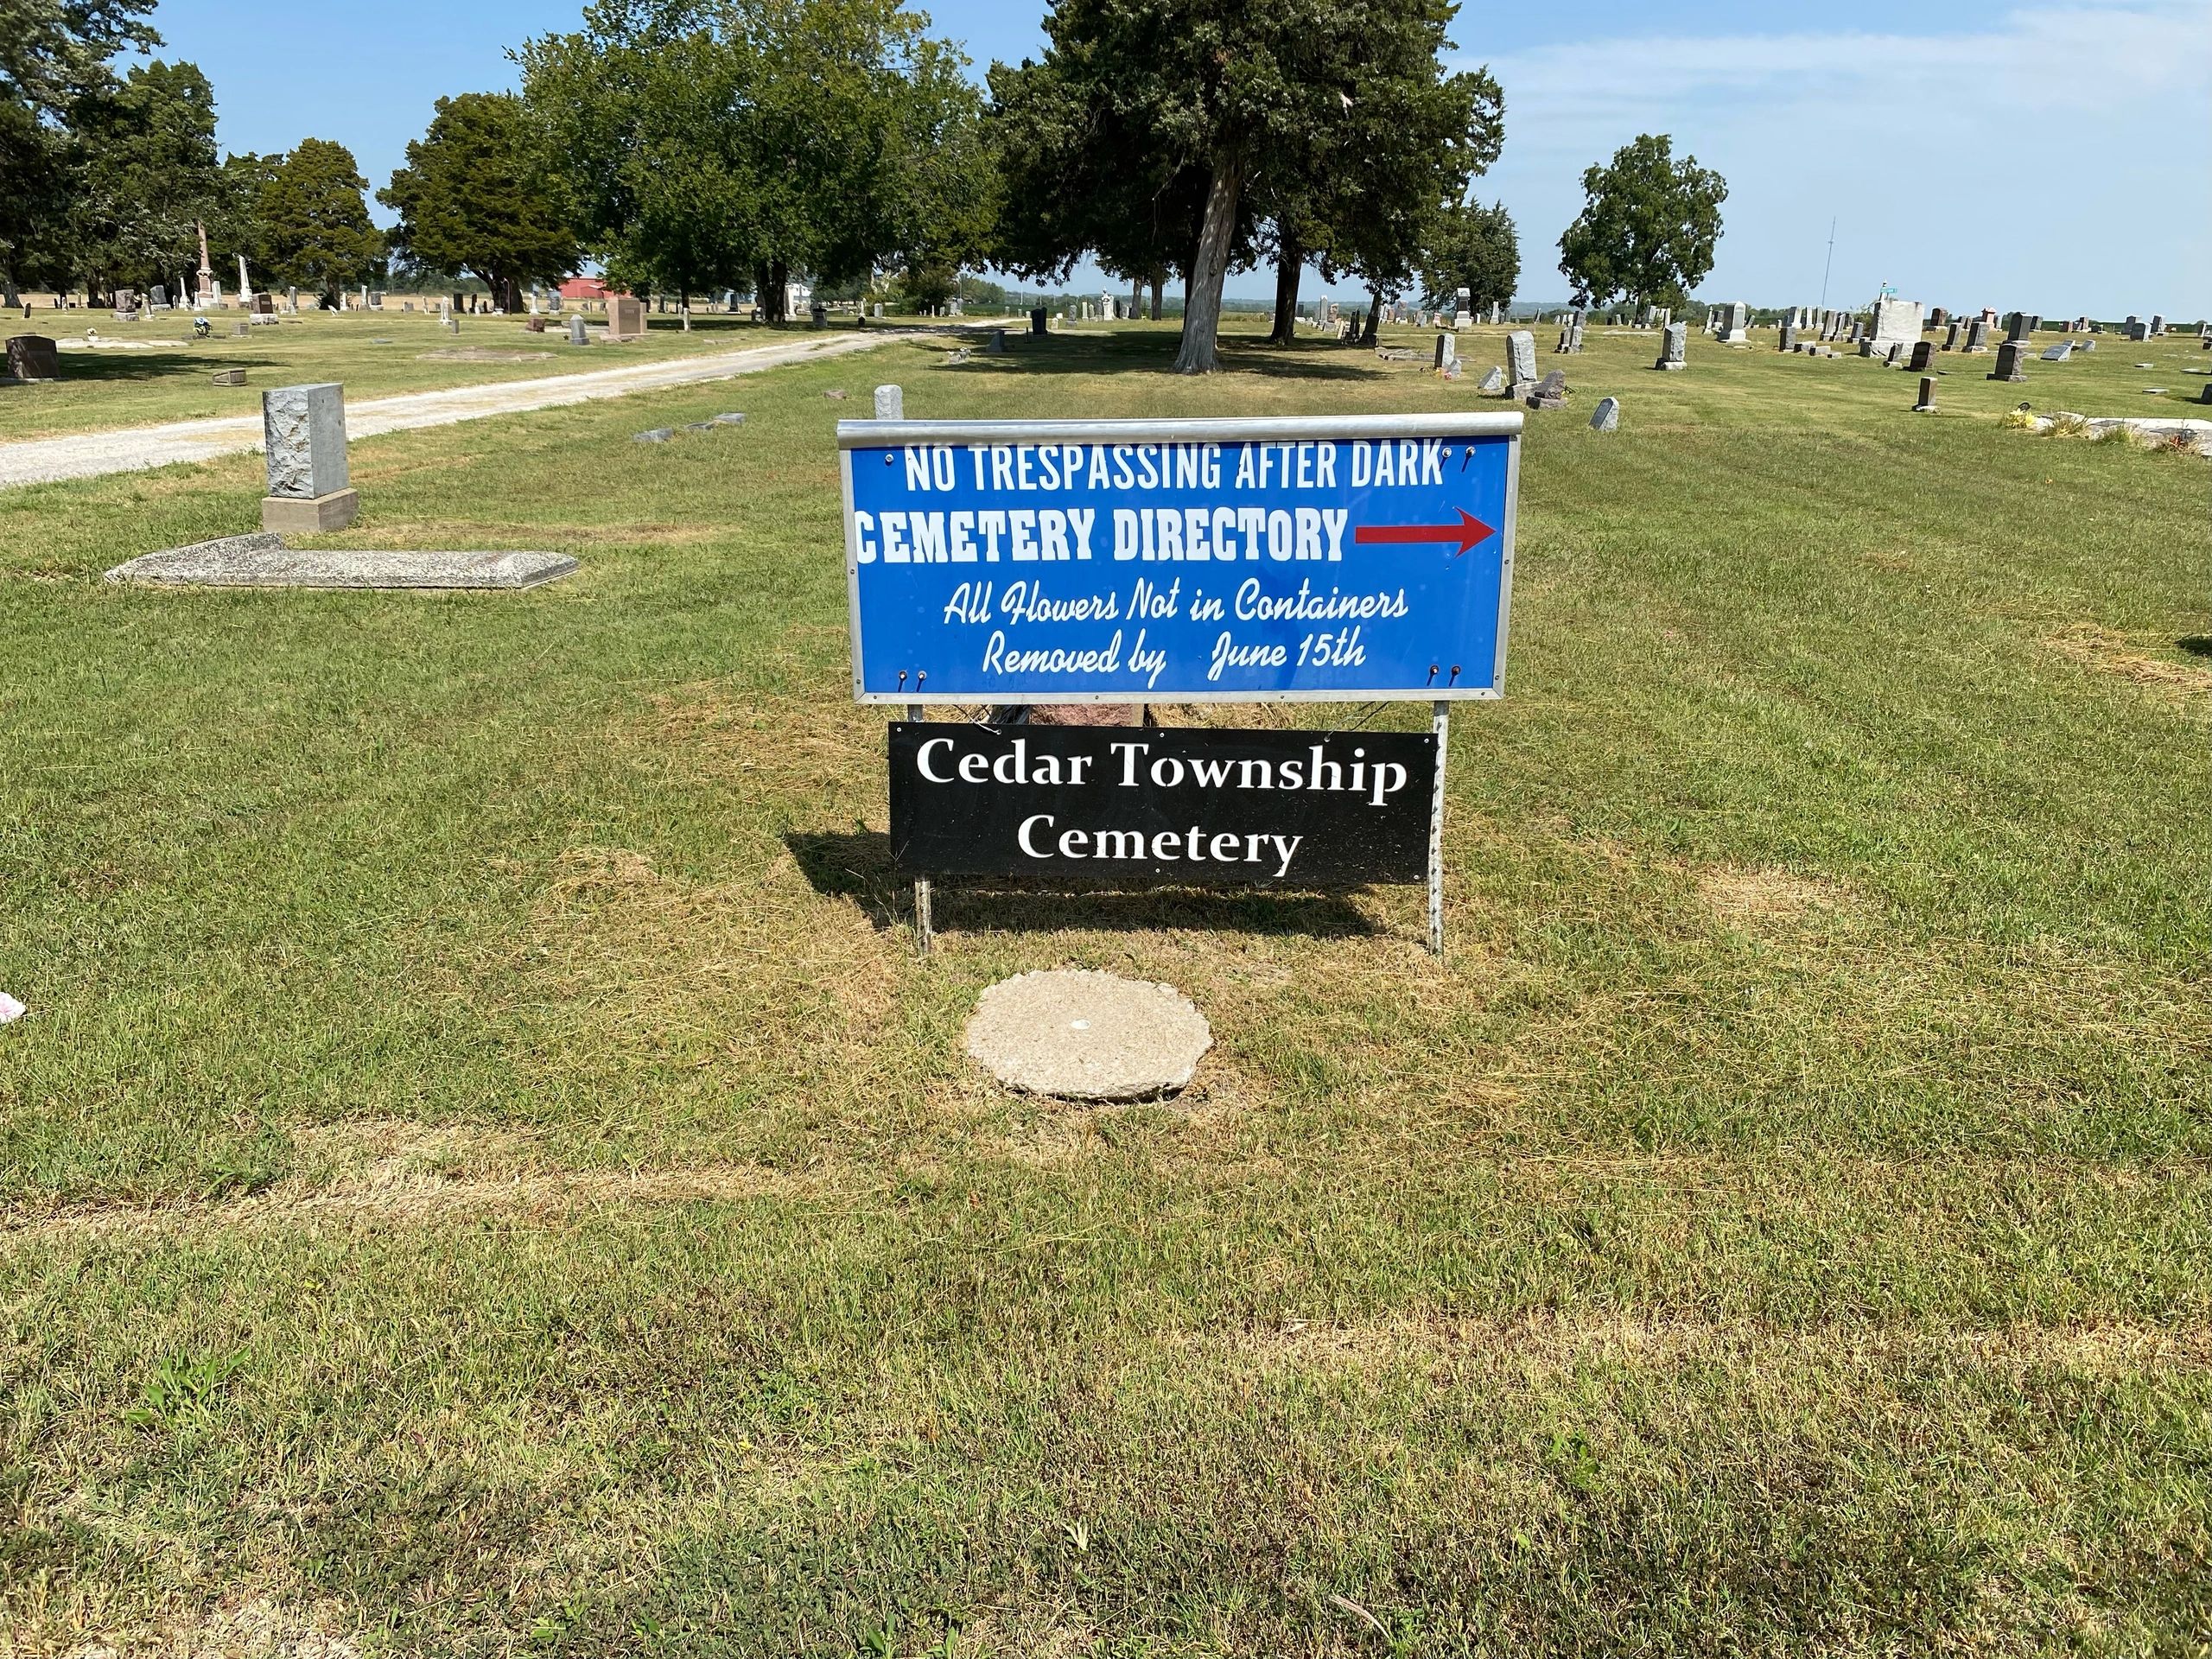 NO TRESPASSING AFTER DARK
CEMETERY DIRECTORY
All Flowers Not in Containers
Removed by June 15th
Cedar Township
Cemetery